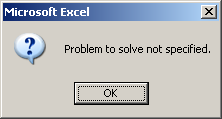 Microsoft Excel
Problem to solve not specified.
OK